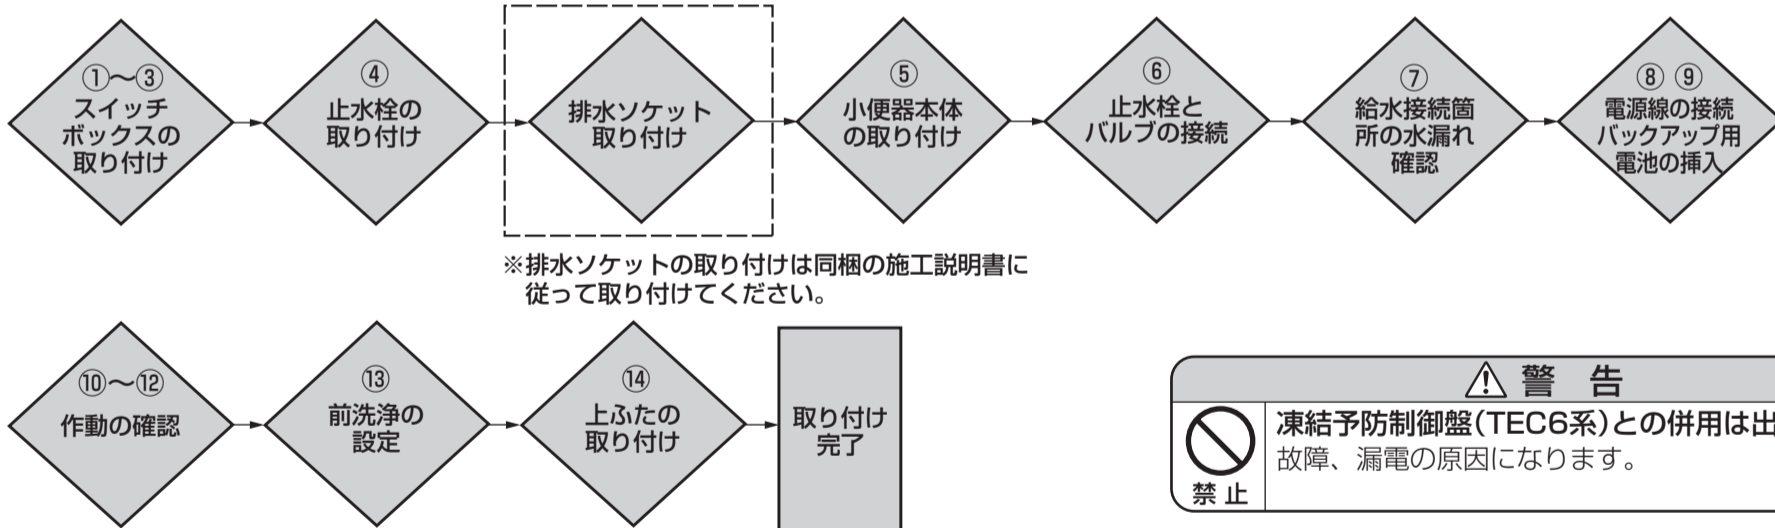 ①〜③
スイッチ
ボックスの
取り付け
④
止水栓の
取り付け
排水ソケット
取り付け
⑤
小便器本体
の取り付け
⑥
止水栓と
バルブの接続
⑦
給水接続箇
所の水漏れ
確認
⑧ ⑨
電源線の接続
バックアップ用
電池の挿入
※排水ソケットの取り付けは同梱の施工説明書に
従って取り付けてください。
⑩〜⑫
作動の確認
⑬
前洗浄の
設定
⑭
上ふたの
取り付け
取り付け
完了
警 告
禁 止
凍結予防制御盤(TEC6系)との併用は出
故障、漏電の原因になります。